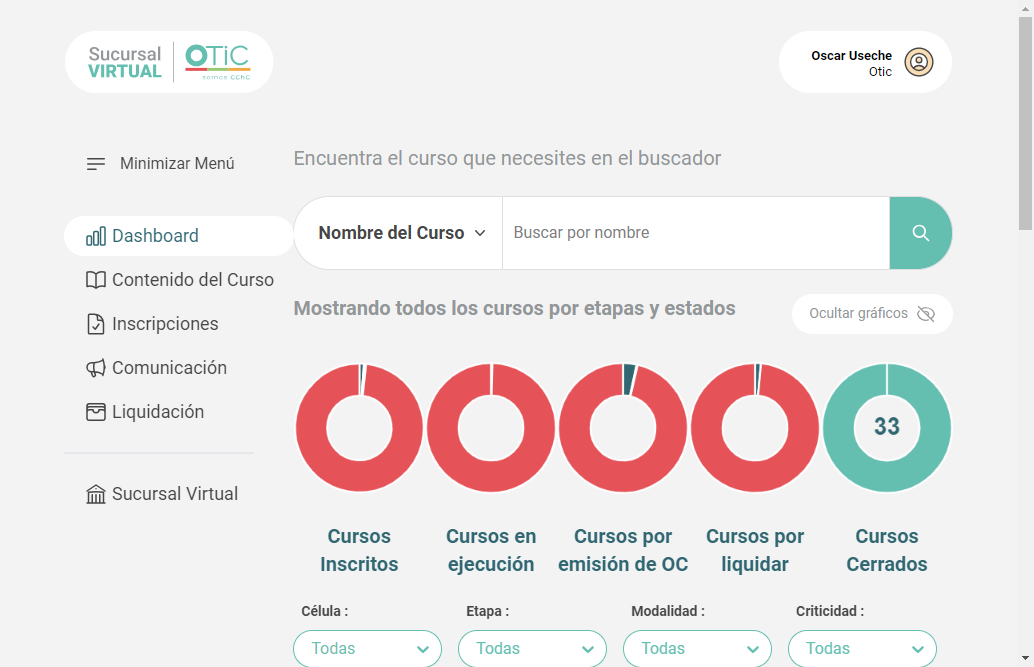 Sucursal
VIRTUAL
OTiC
somos CChC
Oscar Useche
Otic
Minimizar Menú
Dashboard
Contenido del Curso
Inscripciones
Comunicación
Liquidación
Sucursal Virtual
Encuentra el curso que necesites en el buscador
Nombre del Curso
Buscar por nombre
Mostrando todos los cursos por etapas y estados
Ocultar gráficos
33
Cursos
Inscritos
Cursos en
ejecución
Cursos por
emisión de OC
Cursos por
liquidar
Cursos
Cerrados
Célula :
Etapa :
Modalidad :
Criticidad :
Todas
Todas
Todas
Todas